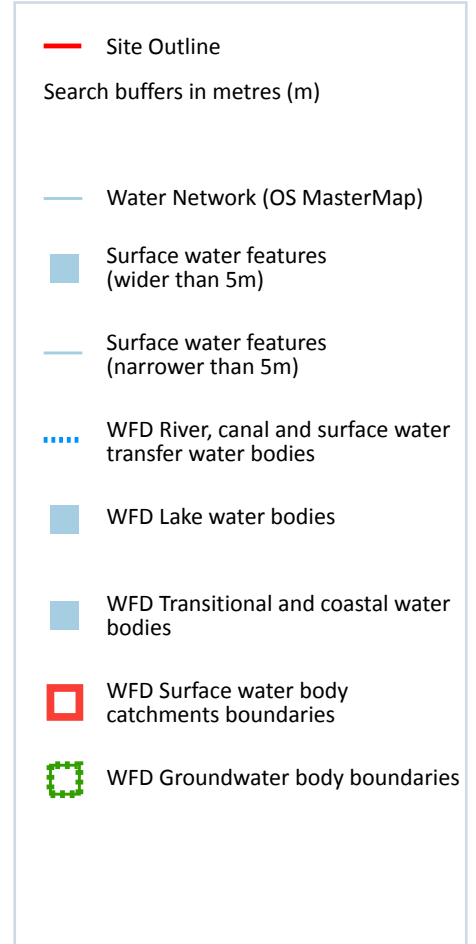 Site Outline
Search buffers in metres (m)
Water Network (OS MasterMap)
Surface water features
(wider than 5m)
Surface water features
(narrower than 5m)
WFD River, canal and surface water
transfer water bodies
WFD Lake water bodies
WFD Transitional and coastal water
bodies
WFD Surface water body
catchments boundaries
WFD Groundwater body boundaries